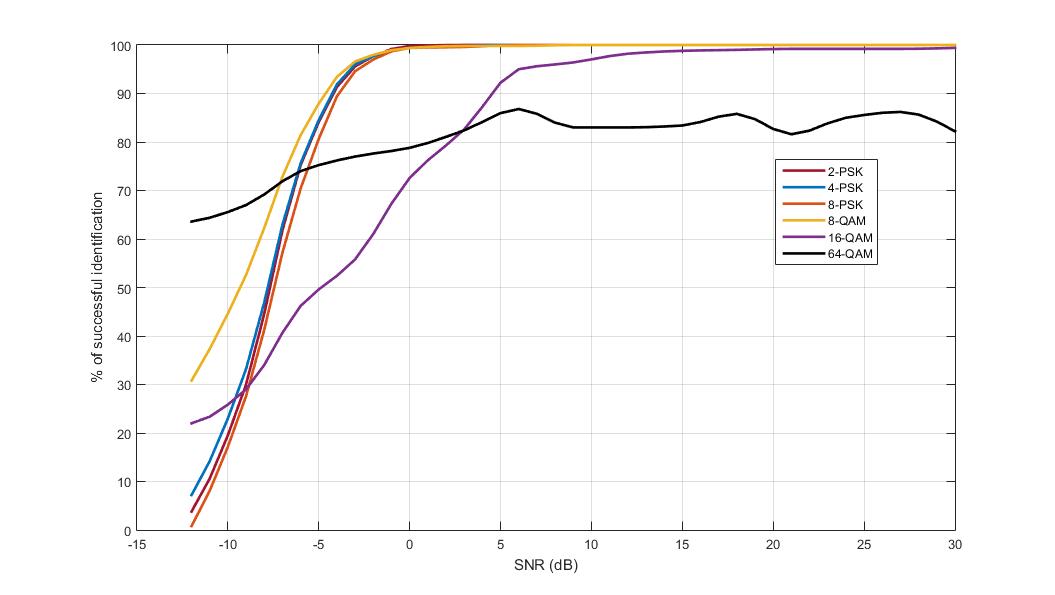 100
90
80
70
60
50
40
30
20
10
0
% of successful identification
-15 -10 -5 0 5 10 15 20 25 30
SNR (dB)
2-PSK
4-PSK
8-PSK
8-QAM
16-QAM
64-QAM